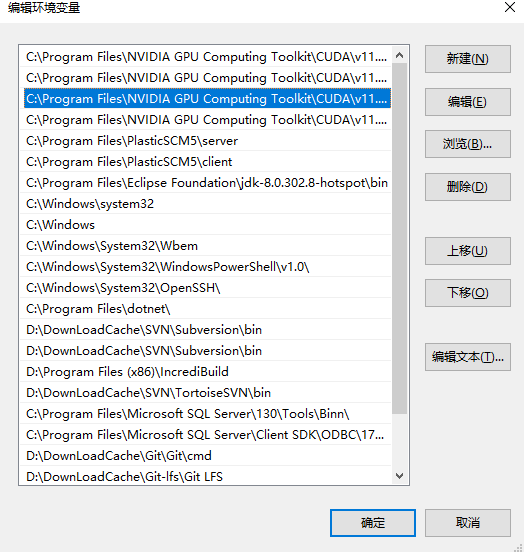 编辑环境变量
C:\Program Files\NVIDIA GPU Computing Toolkit\CUDA\v11....
C:\Program Files\NVIDIA GPU Computing Toolkit\CUDA\v11....
C:\Program Files\NVIDIA GPU Computing Toolkit\CUDA\v11....
C:\Program Files\NVIDIA GPU Computing Toolkit\CUDA\v11....
C:\Program Files\PlasticSCM5\server
C:\Program Files\PlasticSCM5\client
C:\Program Files\Eclipse Foundation\jdk-8.0.302.8-hotspot\bin
C:\Windows\system32
C:\Windows
C:\Windows\System32\Wbem
C:\Windows\System32\WindowsPowerShell\v1.0\
C:\Windows\System32\OpenSSH\
C:\Program Files\dotnet\
D:\DownLoadCache\SVN\Subversion\bin
D:\DownLoadCache\SVN\Subversion\bin
D:\Program Files (x86)\IncrediBuild
D:\DownLoadCache\SVN\TortoiseSVN\bin
C:\Program Files\Microsoft SQL Server\130\Tools\Binn\
C:\Program Files\Microsoft SQL Server\Client SDK\ODBC\17...
D:\DownLoadCache\Git\Git\cmd
D:\DownLoadCache\Git-lfs\Git LFS
新建(N)
编辑(E)
浏览(B)...
删除(D)
上移(U)
下移(O)
编辑文本(T)...
确定
取消